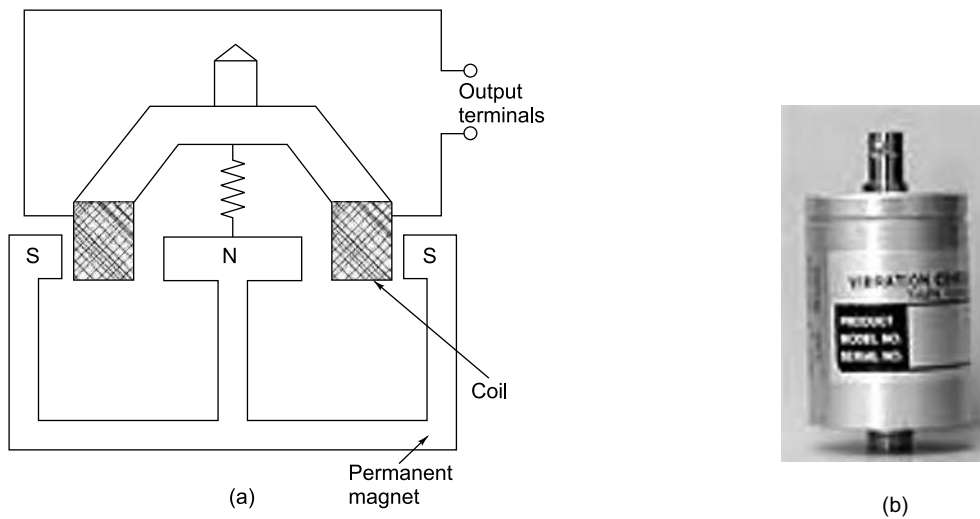 Output
terminals
S
N
S
Coil
Permanent
magnet
(a)
VIBRATION
PRODUCT
MODEL NO.
SERIAL NO.
(b)